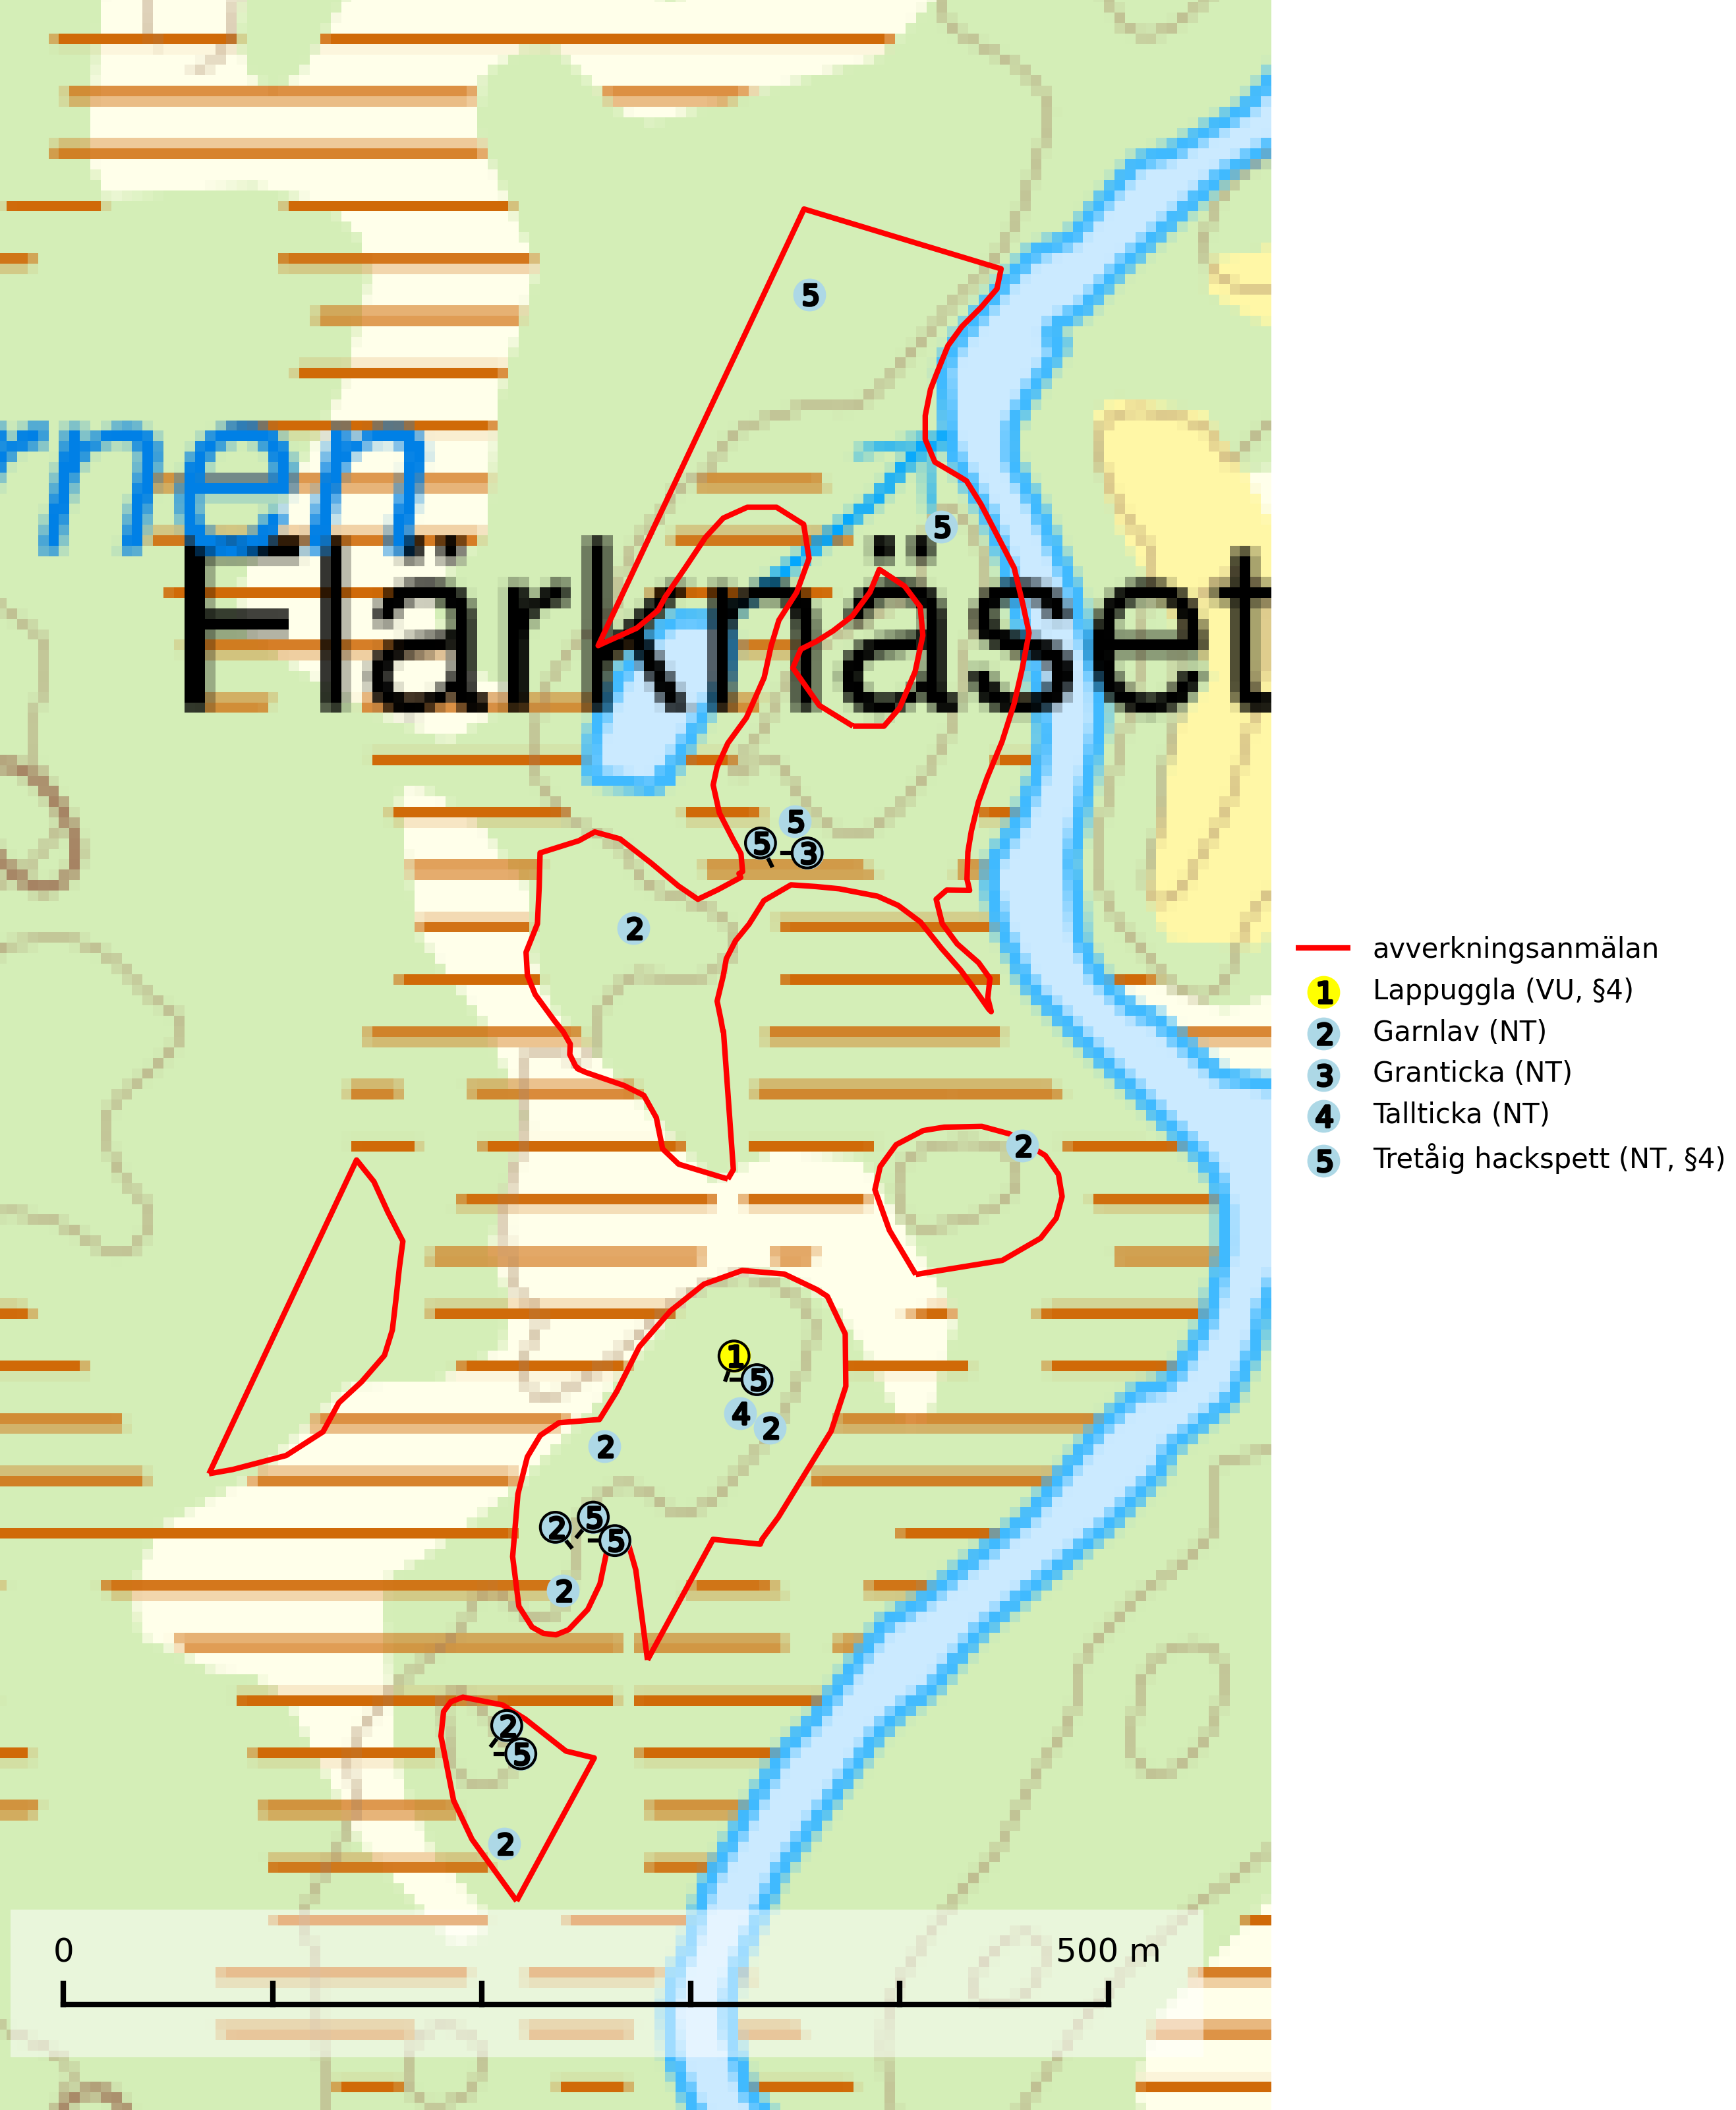 5
rnen
5
Flarknäset
5
5
3
2
2
1
5
4
2
2
2
5
5
2
2
5
2
0
500 m
avverkningsanmälan
1 Lappuggla (VU, §4)
2 Garnlav (NT)
3 Granticka (NT)
4 Tallticka (NT)
5 Tretåig hackspett (NT, §4)